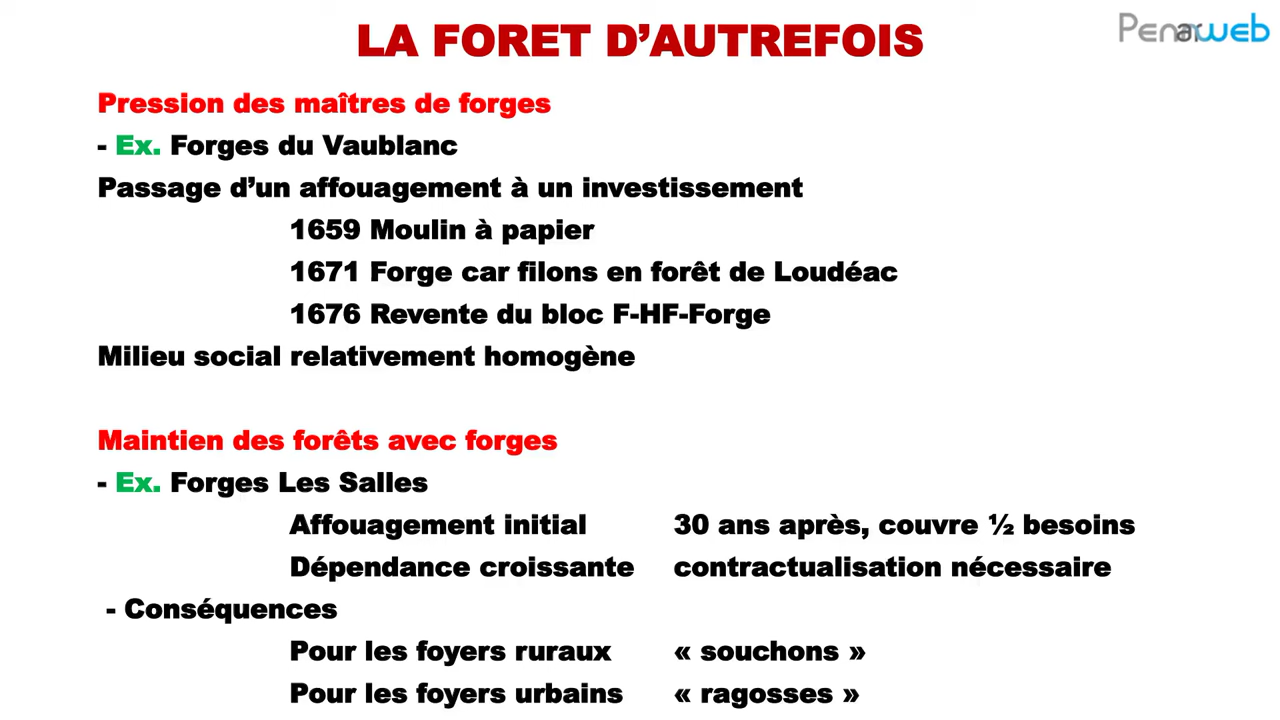 LA FORET D’AUTREFOIS
Penarweb
Pression des maîtres de forges
- Ex. Forges du Vaublanc
Passage d’un affouagement à un investissement
1659 Moulin à papier
1671 Forge car filons en forêt de Loudéac
1676 Revente du bloc F-HF-Forge
Milieu social relativement homogène
Maintien des forêts avec forges
- Ex. Forges Les Salles
Affouagement initial 30 ans après, couvre ½ besoins
Dépendance croissante contractualisation nécessaire
- Conséquences
Pour les foyers ruraux « souchons »
Pour les foyers urbains « ragosses »